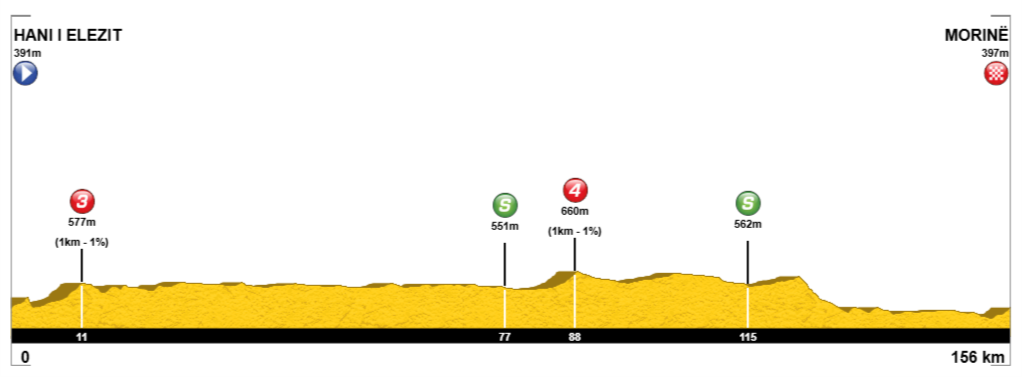 HANI I ELEZIT
391m
MORINË
397m
3
577m
(1km - 1%)
S
551m
4
660m
(1km - 1%)
S
562m
11
77
88
115
0
156 km